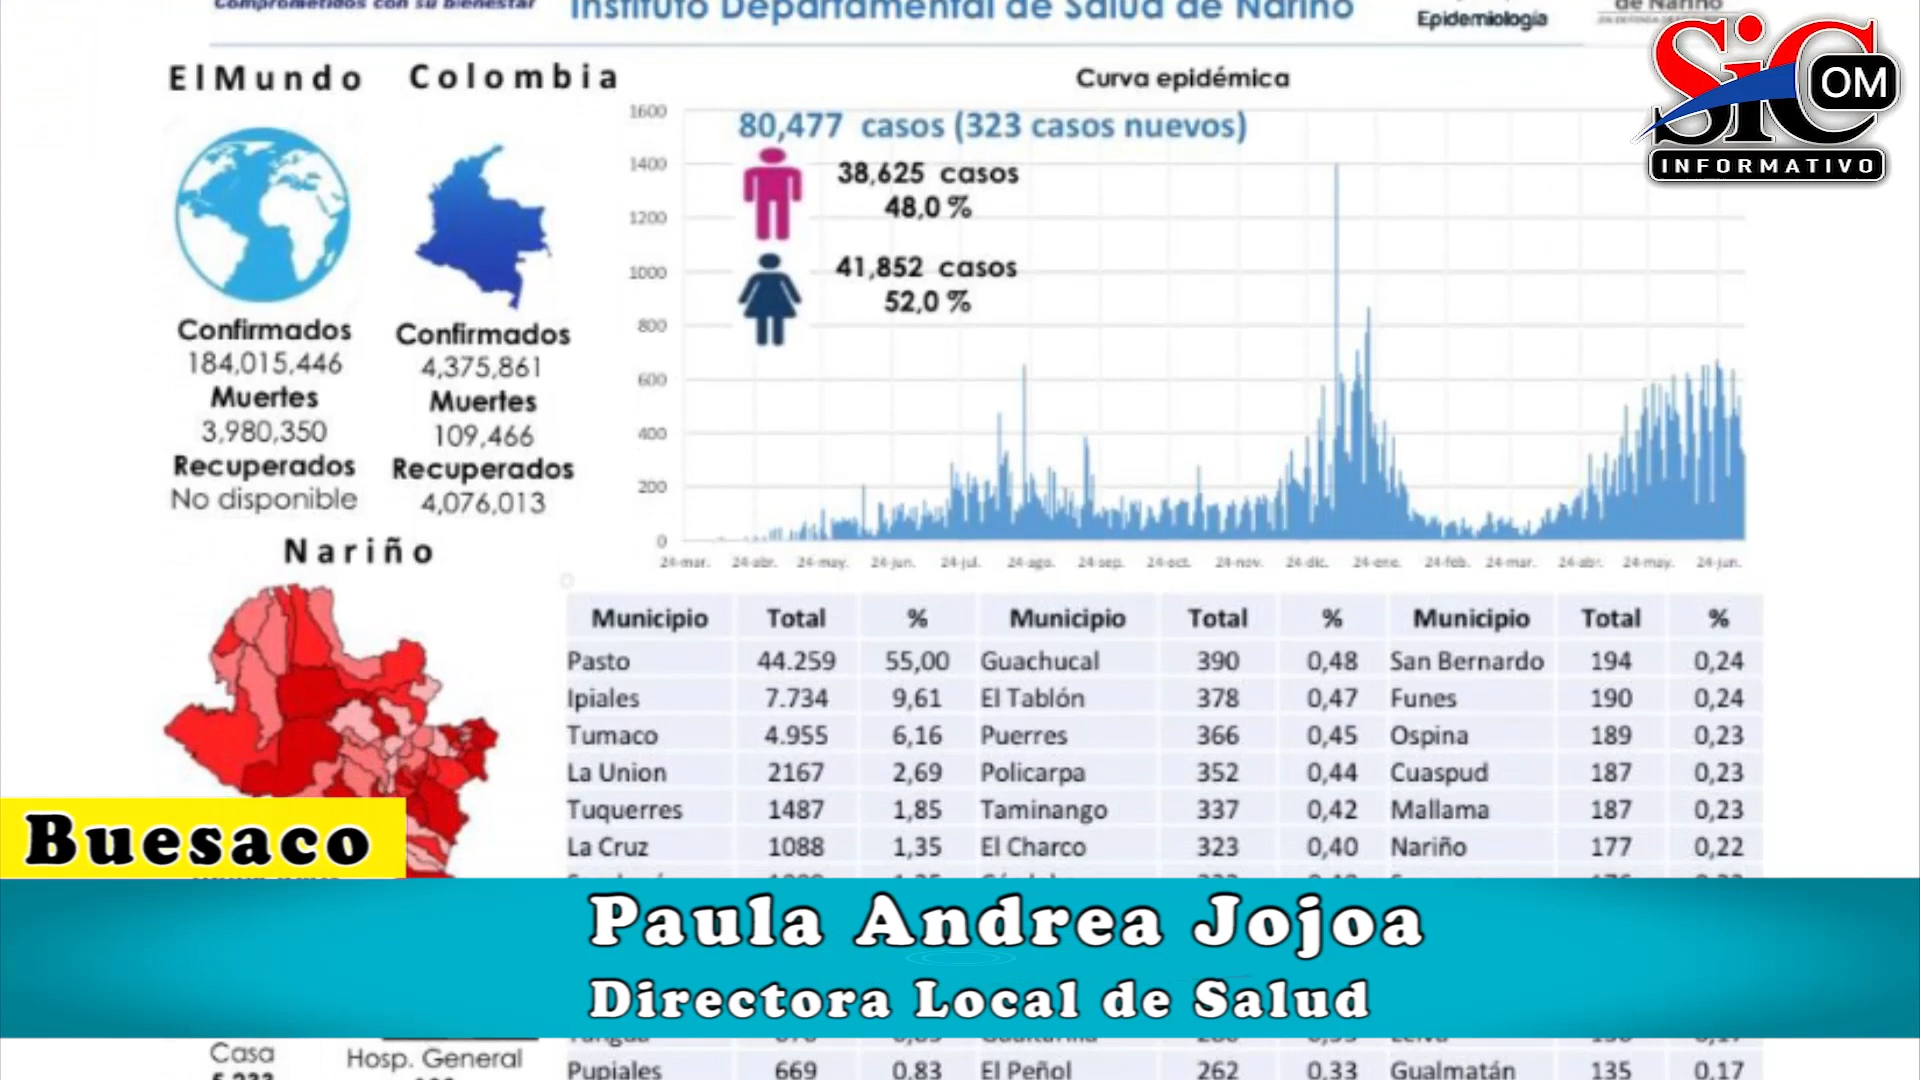 Comprometidos con su bienestar
Instituto Departamental de Salud de Nariño
Epidemiología
de Nariño
SiC
OM
INFORMATIVO
ElMundo
Colombia
Curva epidémica
80,477 casos (323 casos nuevos)
38,625 casos
48,0 %
41,852 casos
52,0 %
1600
1400
1200
1000
800
600
400
200
0
24-mar. 24-abr. 24-may. 24-jun. 24-jul. 24-ago. 24-sep. 24-oct. 24-nov. 24-dic. 24-ene. 24-feb. 24-mar. 24-abr. 24-may. 24-jun.
Confirmados
184,015,446
Muertes
3,980,350
Recuperados
No disponible
Confirmados
4,375,861
Muertes
109,466
Recuperados
4,076,013
Nariño
Municipio Total % Municipio Total % Municipio Total %
Pasto 44.259 55,00 Guachucal 390 0,48 San Bernardo 194 0,24
Ipiales 7.734 9,61 El Tablón 378 0,47 Funes 190 0,24
Tumaco 4.955 6,16 Puerres 366 0,45 Ospina 189 0,23
La Union 2167 2,69 Policarpa 352 0,44 Cuaspud 187 0,23
Tuquerres 1487 1,85 Taminango 337 0,42 Mallama 187 0,23
La Cruz 1088 1,35 El Charco 323 0,40 Nariño 177 0,22
Buesaco
Paula Andrea Jojoa
Directora Local de Salud
Casa
Hosp. General
Pupiales 669 0,83 El Peñol 262 0,33 Gualmatán 135 0,17